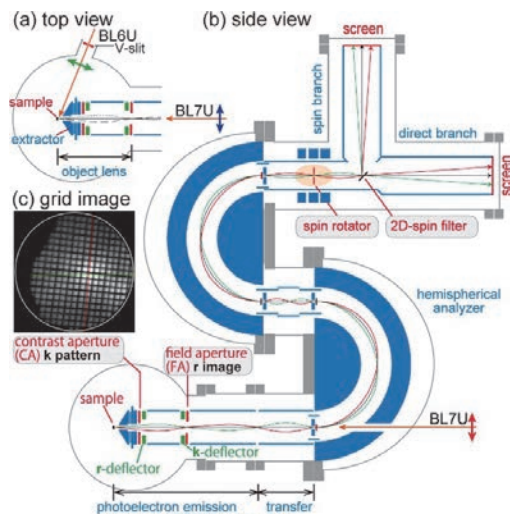 (a) top view
BL6U
V-slit
sample
extractor
BL7U
object lens
(b) side view
screen
spin branch
direct branch
screen
spin rotator
2D-spin filter
(c) grid image
hemispherical
analyzer
contrast aperture
(CA) k pattern
field aperture
(FA) r image
sample
BL7U
r-deflector
k-deflector
photoelectron emission
transfer